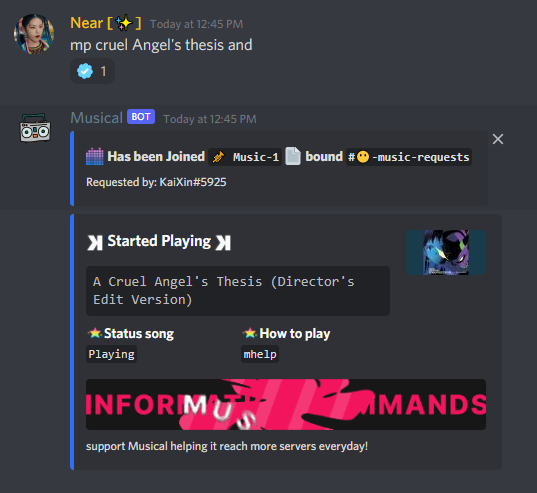 Near [✨] Today at 12:45 PM
mp cruel Angel's thesis and
1
Musical BOT Today at 12:45 PM
Has been Joined Music-1 bound #😶-music-requests
Requested by: KaiXin#5925
Started Playing
A Cruel Angel's Thesis (Director's
Edit Version)
Status song How to play
Playing mhelp
MUS MMANDS
support Musical helping it reach more servers everyday!